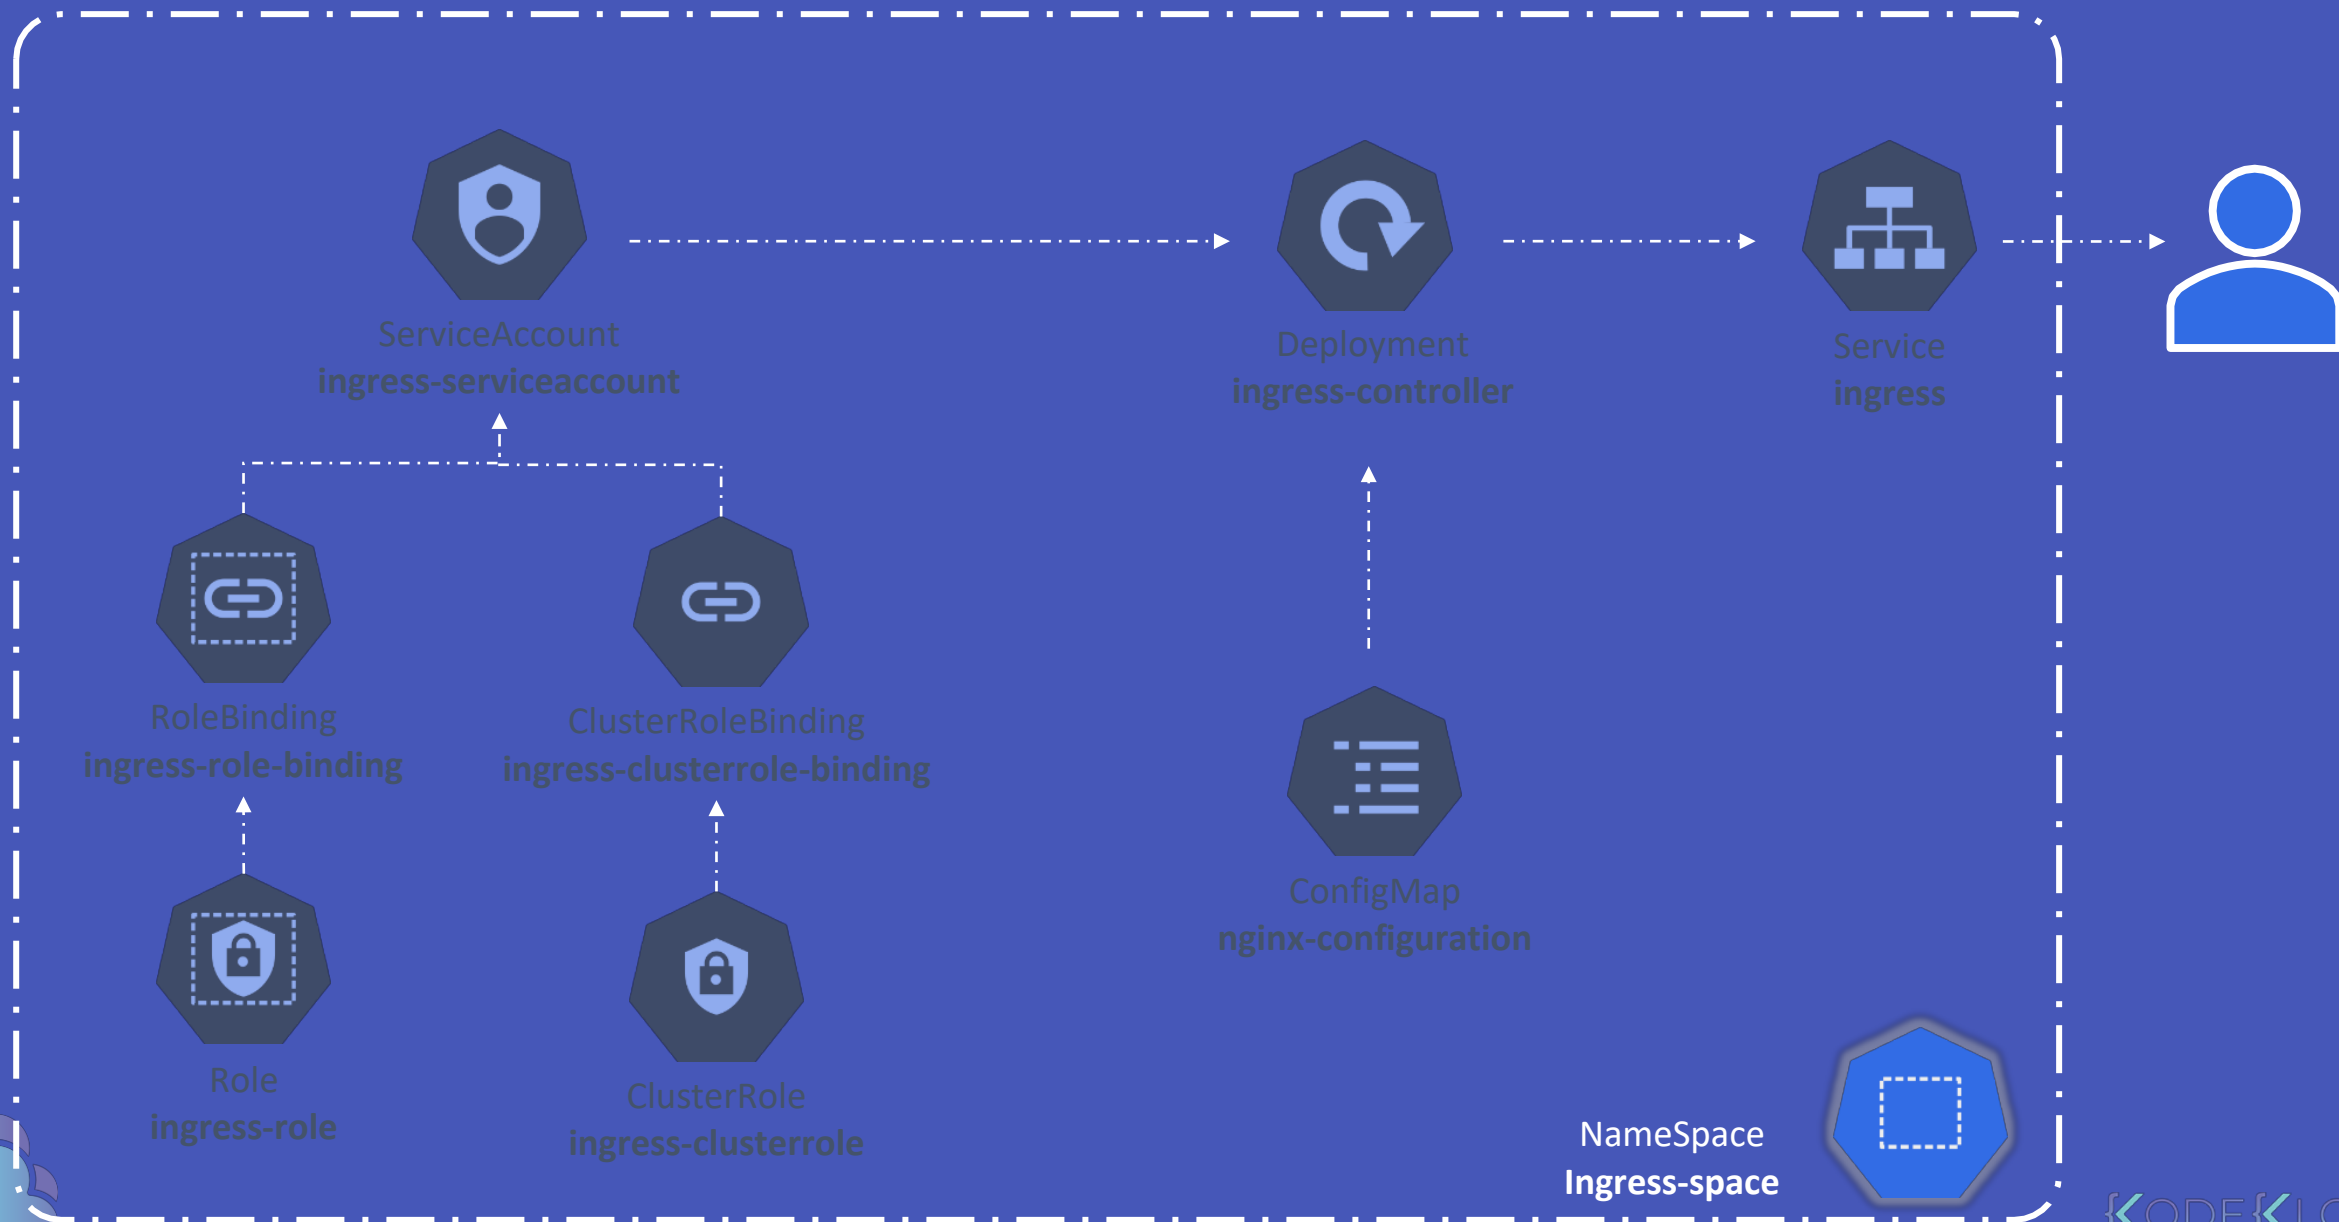 ServiceAccount
ingress-serviceaccount
Deployment
ingress-controller
Service
ingress
RoleBinding
ingress-role-binding
ClusterRoleBinding
ingress-clusterrole-binding
ConfigMap
nginx-configuration
Role
ingress-role
ClusterRole
ingress-clusterrole
NameSpace
Ingress-space